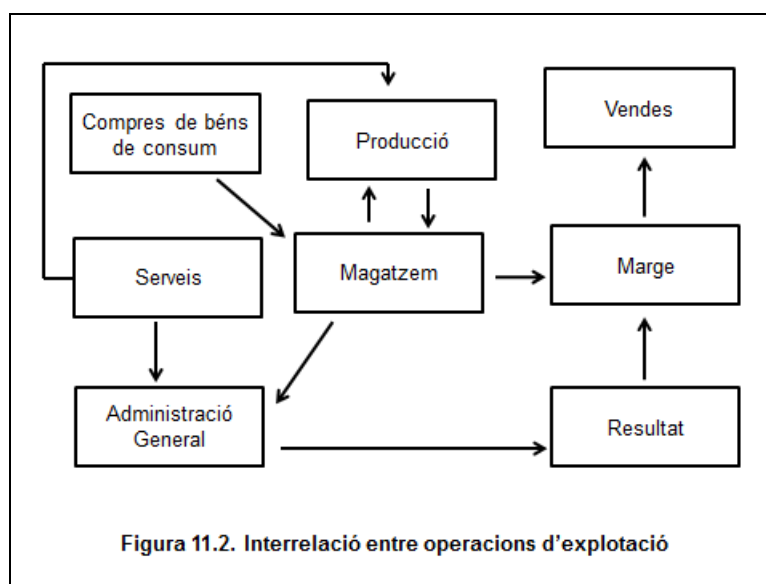 Compres de béns
de consum
Producció
Vendes
Serveis
Magatzem
Marge
Administració
General
Resultat
Figura 11.2. Interrelació entre operacions d'explotació